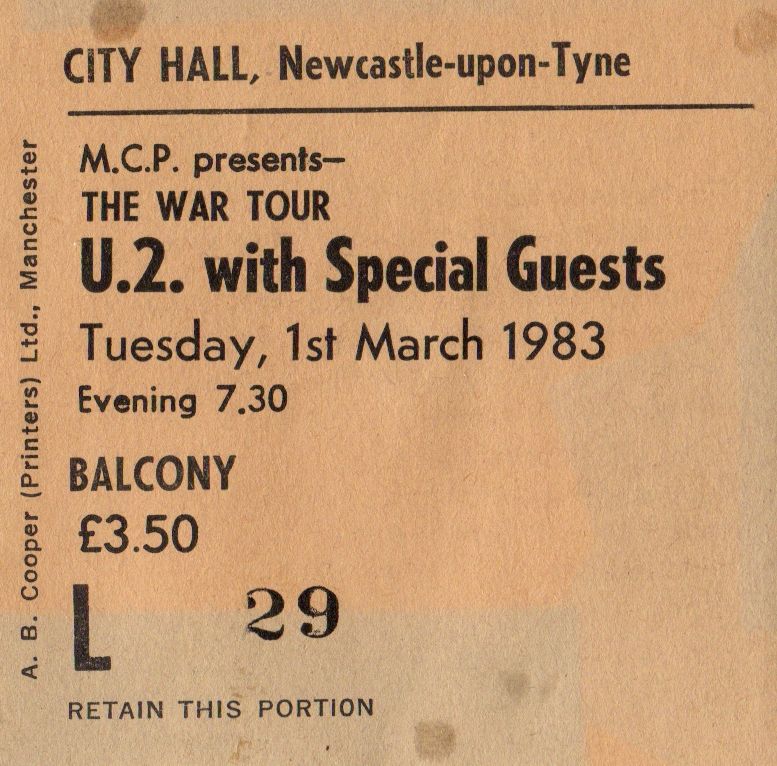 CITY HALL, Newcastle-upon-Tyne
M.C.P. presents—
THE WAR TOUR
U.2. with Special Guests
Tuesday, 1st March 1983
Evening 7.30
BALCONY
£3.50
L 29
RETAIN THIS PORTION
A. B. Cooper (Printers) Ltd., Manchester